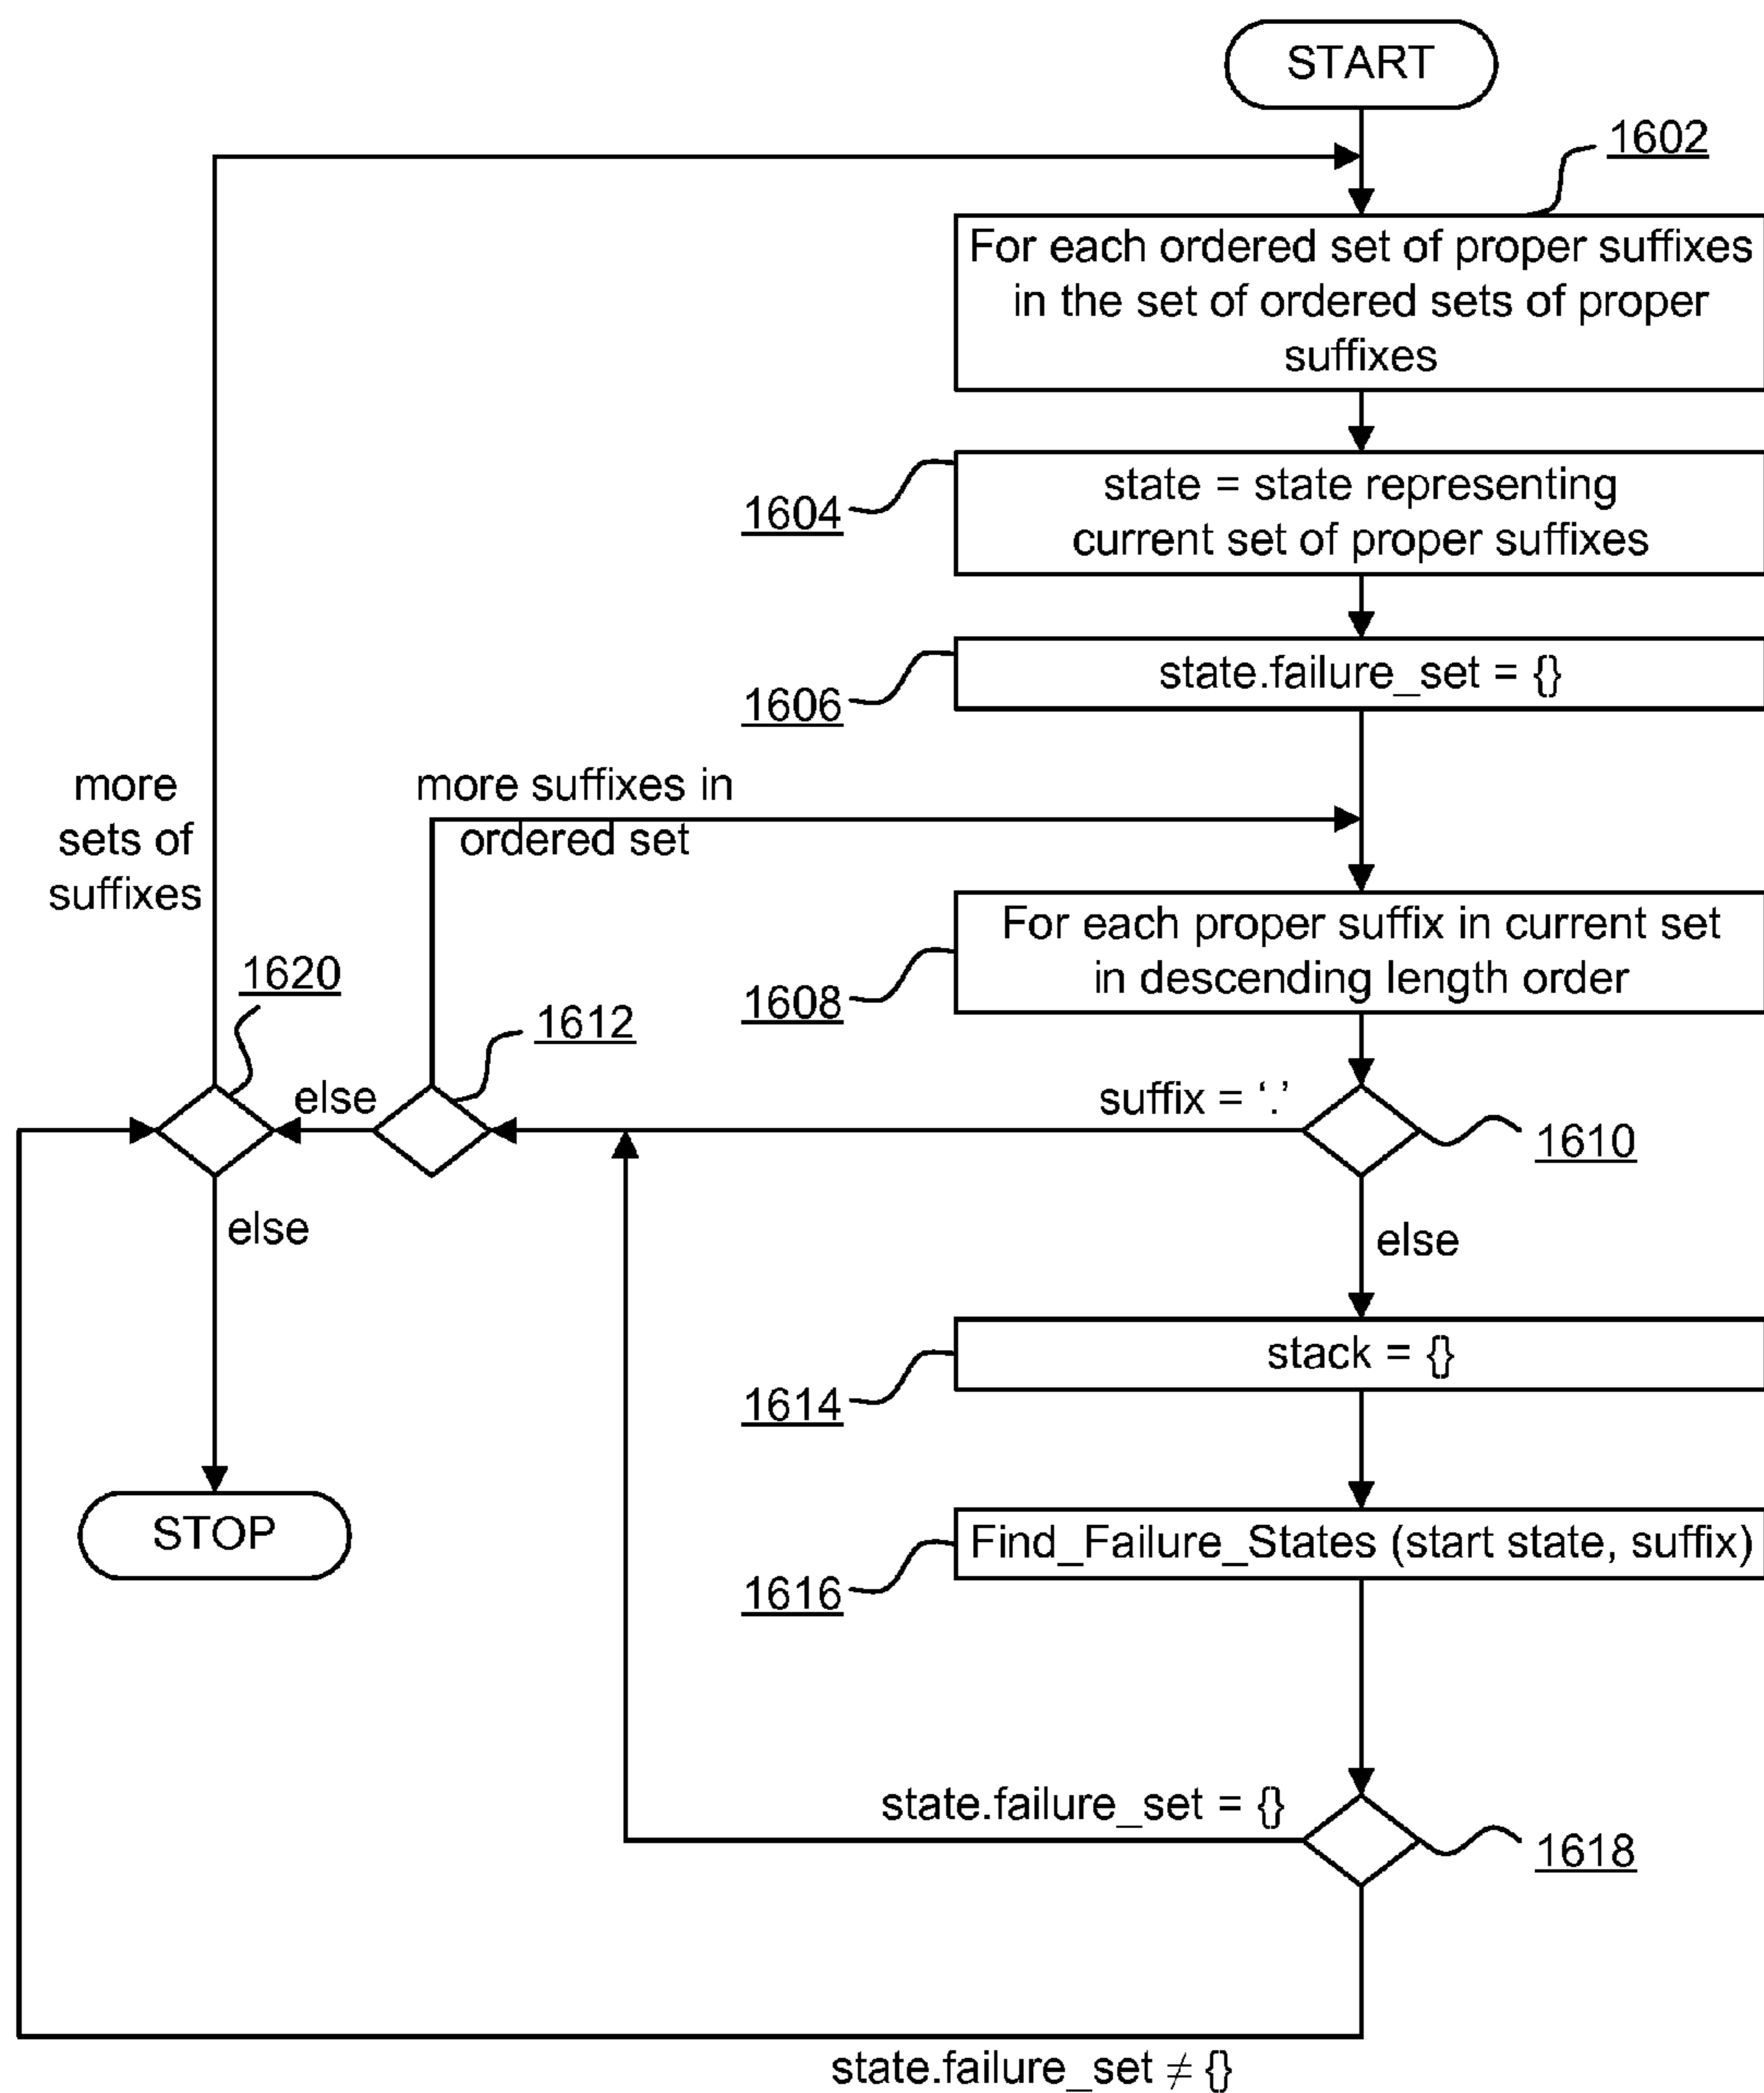 START
1602
For each ordered set of proper suffixes
in the set of ordered sets of proper
suffixes
state = state representing
current set of proper suffixes
1604
state.failure_set = {}
1606
more
sets of
suffixes
more suffixes in
ordered set
For each proper suffix in current set
in descending length order
1608
1620
1612
else
suffix = ‘.’
1610
else
else
stack = {}
1614
STOP
Find_Failure_States (start state, suffix)
1616
state.failure_set = {}
1618
state.failure_set ≠ {}